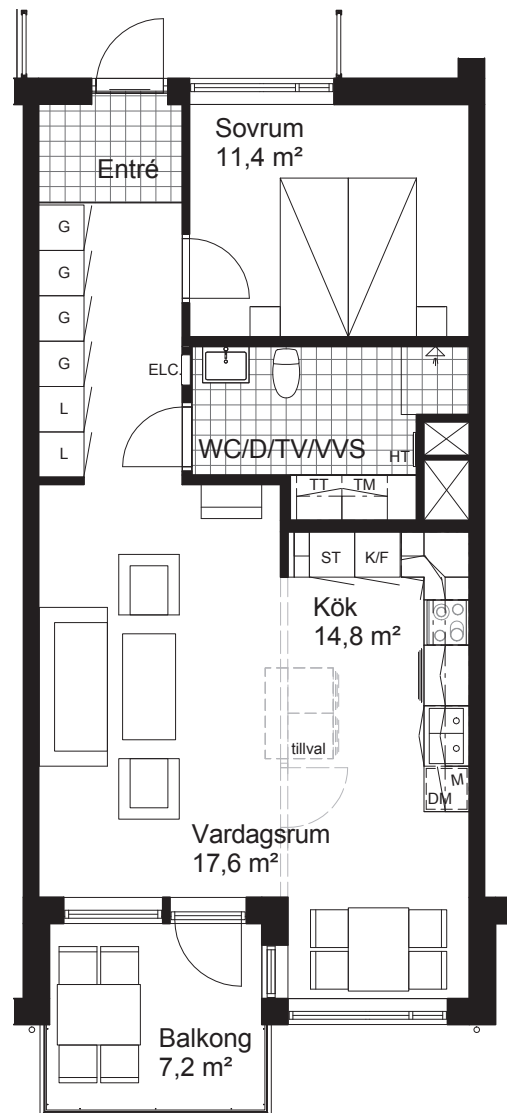 Sovrum
11,4 m²
Entré
G
G
G
G
L
L
ELC.
WC/D/TV/VVS
HT
TT
TM
ST
K/F
Kök
14,8 m²
tillval
M
DM
Vardagsrum
17,6 m²
Balkong
7,2 m²